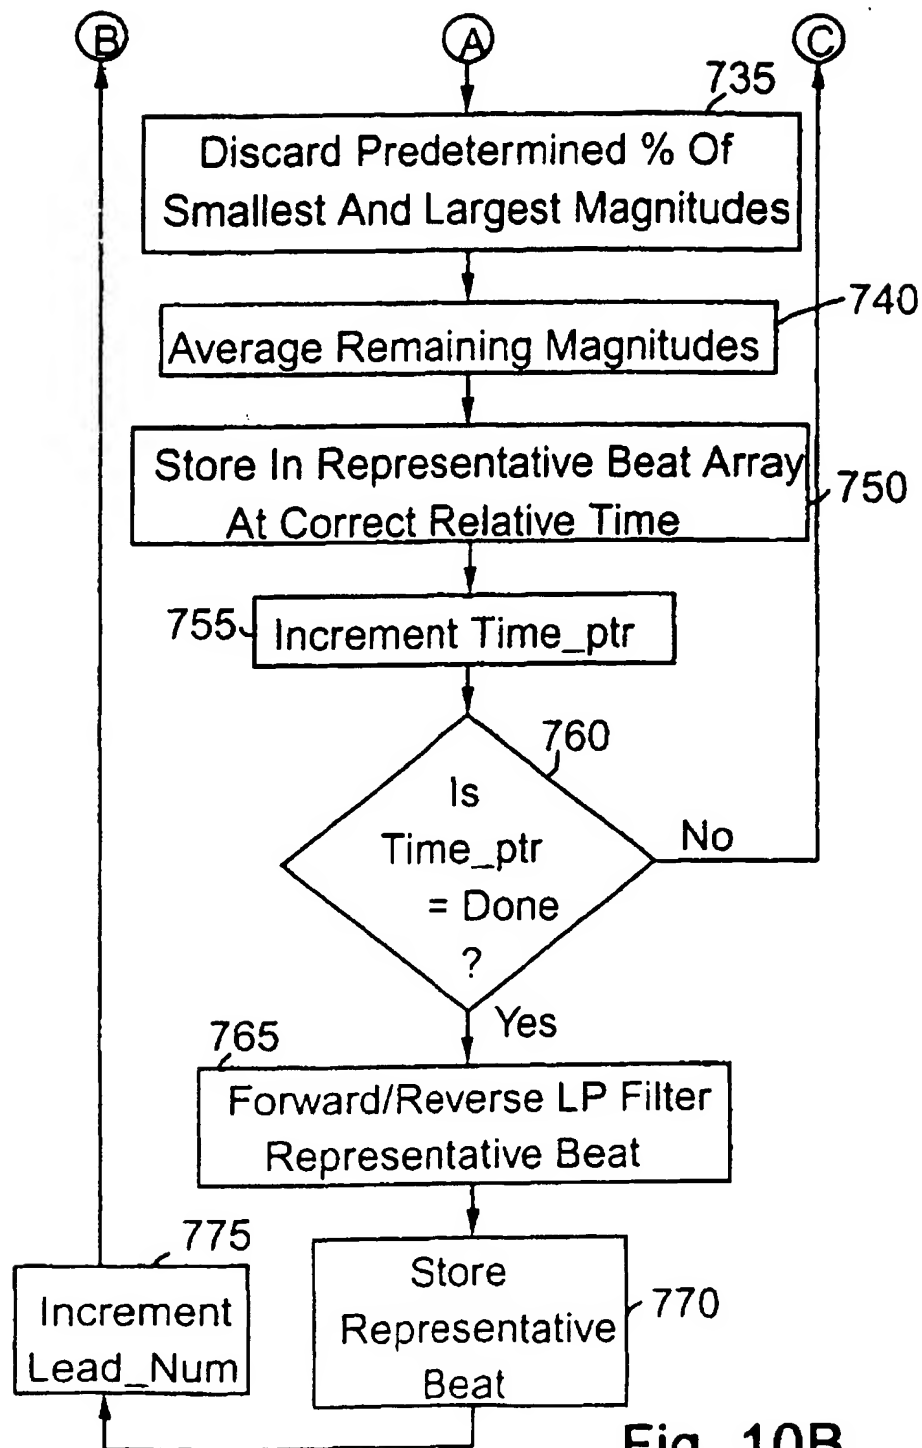 B
A
C
735
Discard Predetermined % Of
Smallest And Largest Magnitudes
740
Average Remaining Magnitudes
Store In Representative Beat Array
At Correct Relative Time
750
755
Increment Time_ptr
760
Is
Time_ptr
= Done
?
No
Yes
765
Forward/Reverse LP Filter
Representative Beat
775
Increment
Lead_Num
Store
Representative
Beat
770
Fig. 10B